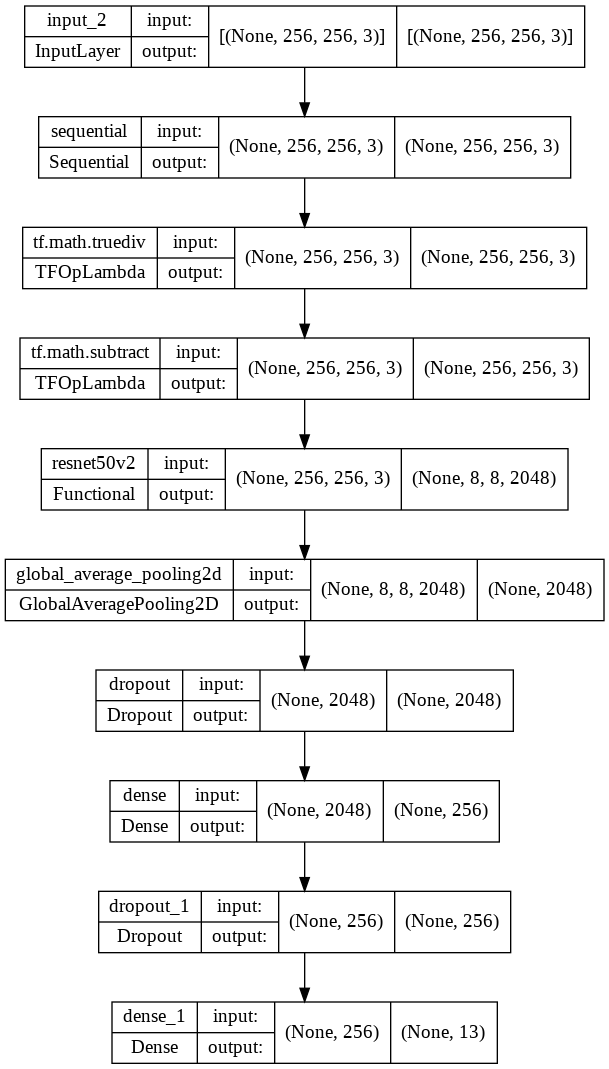 input_2 input: [(None, 256, 256, 3)] [(None, 256, 256, 3)]
InputLayer output:
sequential input: (None, 256, 256, 3) (None, 256, 256, 3)
Sequential output:
tf.math.truediv input: (None, 256, 256, 3) (None, 256, 256, 3)
TFOpLambda output:
tf.math.subtract input: (None, 256, 256, 3) (None, 256, 256, 3)
TFOpLambda output:
resnet50v2 input: (None, 256, 256, 3) (None, 8, 8, 2048)
Functional output:
global_average_pooling2d input: (None, 8, 8, 2048) (None, 2048)
GlobalAveragePooling2D output:
dropout input: (None, 2048) (None, 2048)
Dropout output:
dense input: (None, 2048) (None, 256)
Dense output:
dropout_1 input: (None, 256) (None, 256)
Dropout output:
dense_1 input: (None, 256) (None, 13)
Dense output: